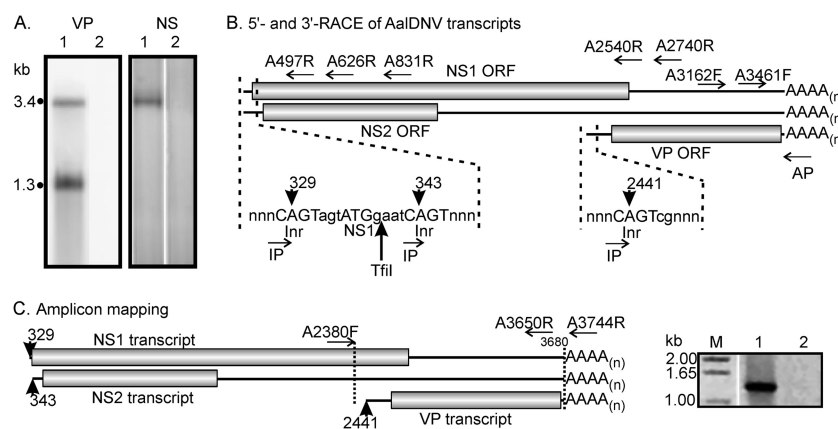 A.
VP
NS
1 2
1 2
kb
3.4
1.3
B. 5'- and 3'-RACE of AalDNV transcripts
A497R
A626R
A831R
A2540R
A2740R
NS1 ORF
A3162F
A3461F
AAAA(n
NS2 ORF
AAAA(n
VP ORF
AAAA(n
AP
329
343
2441
nnnCAGTagtATGgaatCAGTnnn
Inr
NS1
Inr
IP
IP
TfiI
nnnCAGTcgnnn
Inr
IP
C. Amplicon mapping
329
NS1 transcript
A2380F
A3650R
A3744R
3680
AAAA(n)
343
NS2 transcript
AAAA(n)
2441
VP transcript
AAAA(n)
kb M 1 2
2.00
1.65
1.00